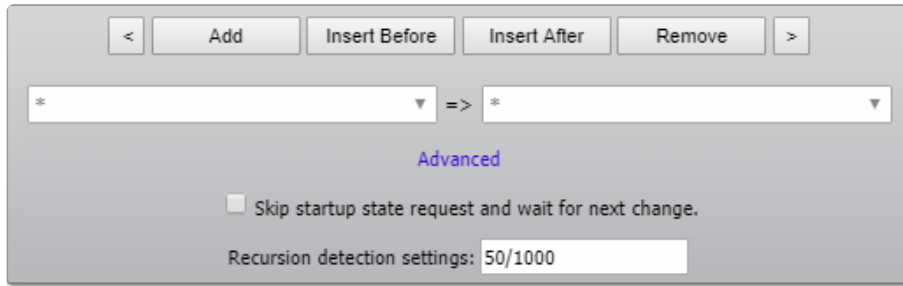 < Add Insert Before Insert After Remove >
* ▼ => * ▼
Advanced
Skip startup state request and wait for next change.
Recursion detection settings: 50/1000